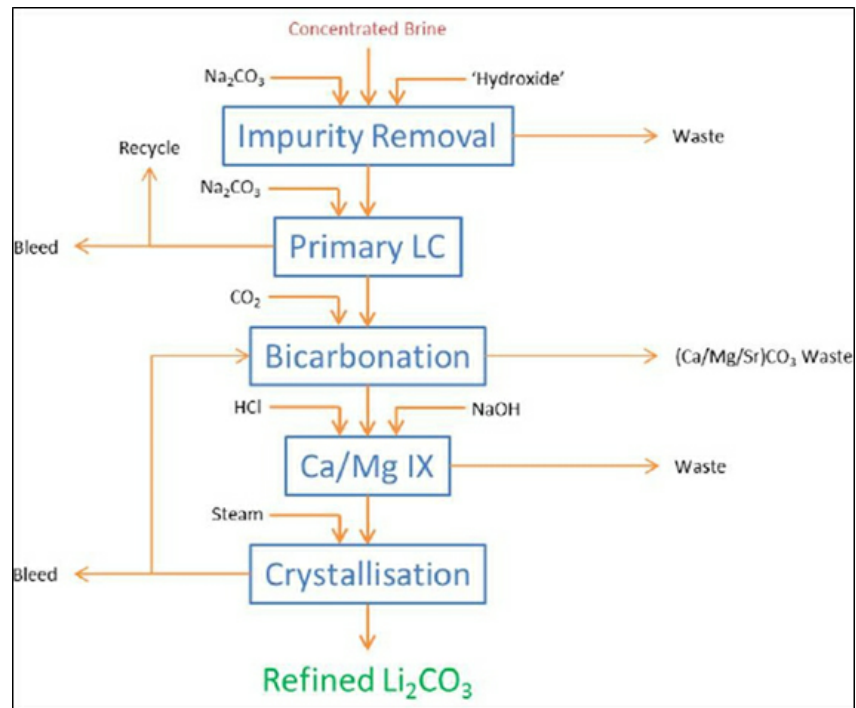 Concentrated Brine
Na₂CO₃
'Hydroxide'
Impurity Removal
Waste
Recycle
Na₂CO₃
Primary LC
Bleed
CO₂
Bicarbonation
(Ca/Mg/Sr)CO₃ Waste
HCl
NaOH
Ca/Mg IX
Waste
Steam
Bleed
Crystallisation
Refined Li₂CO₃